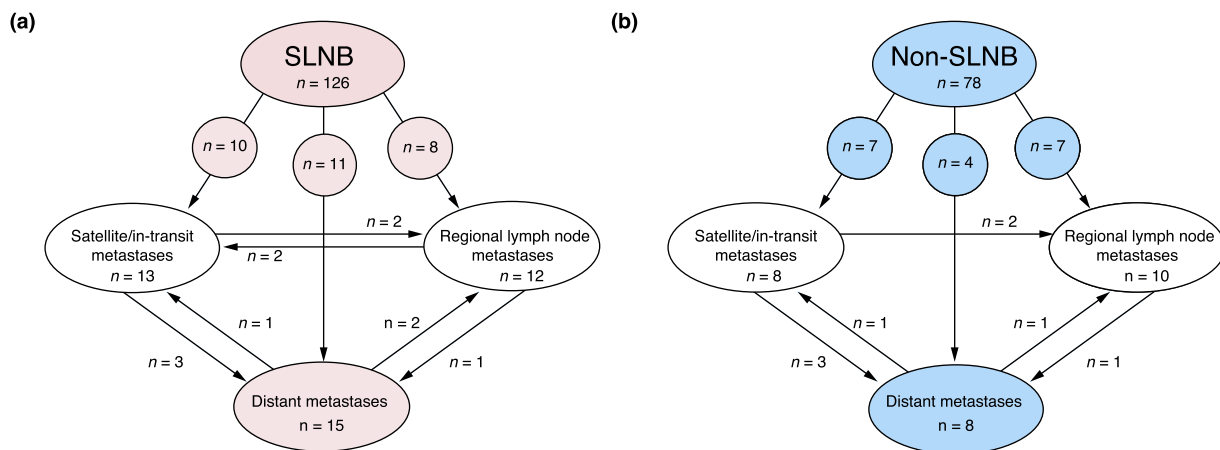 (a)
SLNB
n = 126
n = 10
n = 11
n = 8
Satellite/in-transit
metastases
n = 13
n = 2
n = 2
Regional lymph node
metastases
n = 12
n = 3
n = 1
n = 2
n = 1
Distant metastases
n = 15
(b)
Non-SLNB
n = 78
n = 7
n = 4
n = 7
Satellite/in-transit
metastases
n = 8
n = 2
Regional lymph node
metastases
n = 10
n = 3
n = 1
n = 1
n = 1
Distant metastases
n = 8